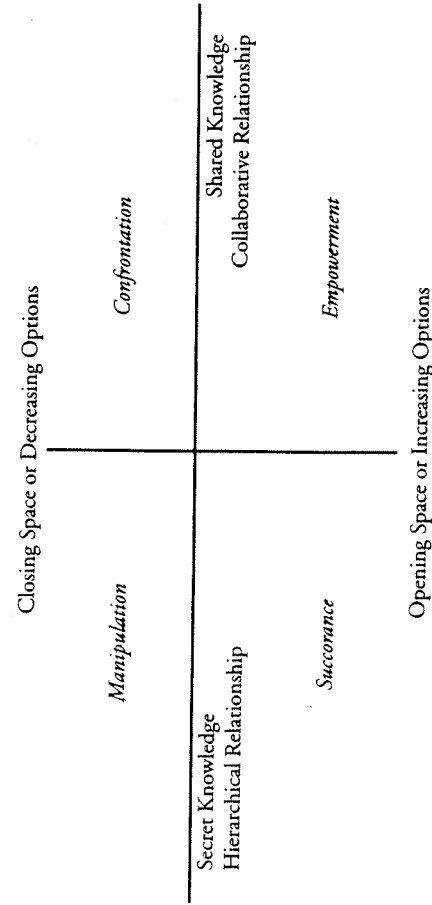 Closing Space or Decreasing Options
Manipulation
Confrontation
Secret Knowledge
Hierarchical Relationship
Shared Knowledge
Collaborative Relationship
Succorance
Empowerment
Opening Space or Increasing Options